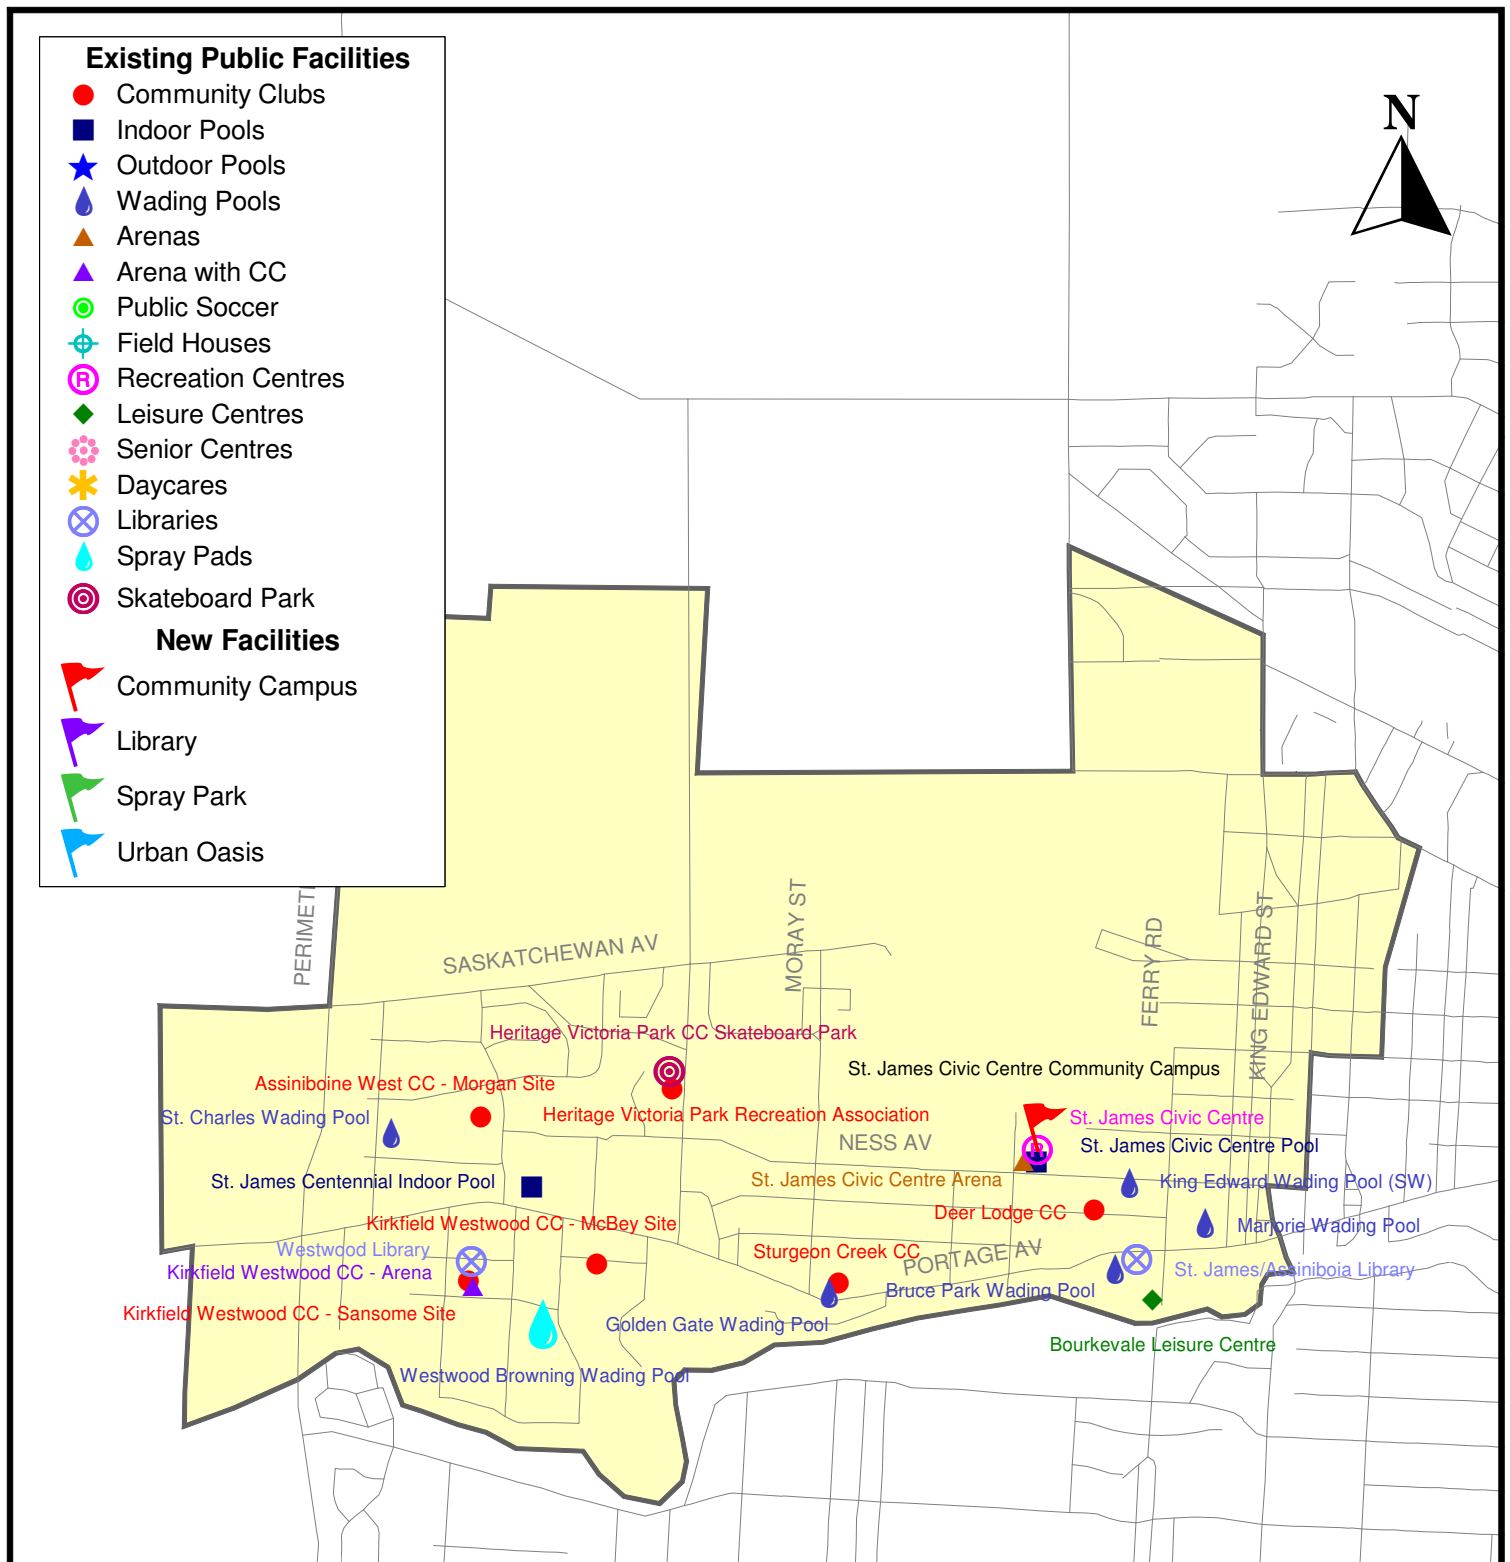 Existing Public Facilities
Community Clubs
Indoor Pools
Outdoor Pools
Wading Pools
Arenas
Arena with CC
Public Soccer
Field Houses
R Recreation Centres
Leisure Centres
Senior Centres
Daycares
Libraries
Spray Pads
Skateboard Park
New Facilities
Community Campus
Library
Spray Park
Urban Oasis
N
SASKATCHEWAN AV
MORAY ST
FERRY RD
KING EDWARD ST
Heritage Victoria Park CC Skateboard Park
St. James Civic Centre Community Campus
Assiniboine West CC - Morgan Site
Heritage Victoria Park Recreation Association
St. Charles Wading Pool
St. James Civic Centre
NESS AV
St. James Civic Centre Pool
St. James Centennial Indoor Pool
St. James Civic Centre Arena
King Edward Wading Pool (SW)
Deer Lodge CC
Kirkfield Westwood CC - McBey Site
Marjorie Wading Pool
Westwood Library
Sturgeon Creek CC
PORTAGE AV
Kirkfield Westwood CC - Arena
St. James/Assiniboia Library
Bruce Park Wading Pool
Kirkfield Westwood CC - Sansome Site
Golden Gate Wading Pool
Bourkevale Leisure Centre
Westwood Browning Wading Pool